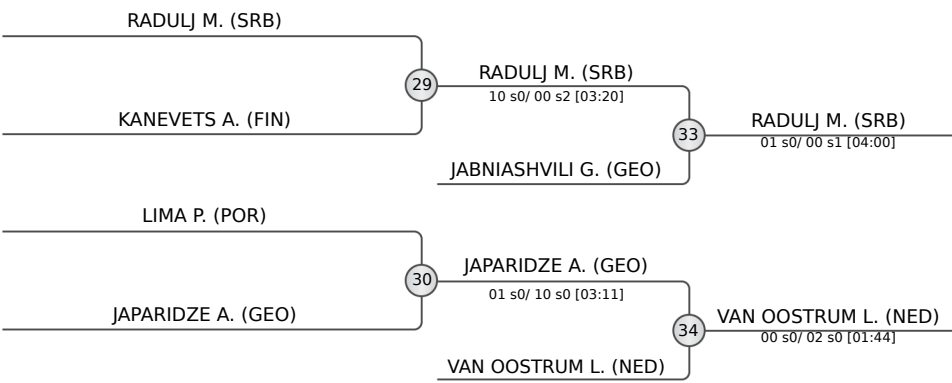 RADULJ M. (SRB)
29
KANEVETS A. (FIN)
RADULJ M. (SRB)
10 s0/ 00 s2 [03:20]
33
JABNIASHVILI G. (GEO)
RADULJ M. (SRB)
01 s0/ 00 s1 [04:00]
LIMA P. (POR)
30
JAPARIDZE A. (GEO)
JAPARIDZE A. (GEO)
01 s0/ 10 s0 [03:11]
34
VAN OOSTRUM L. (NED)
VAN OOSTRUM L. (NED)
00 s0/ 02 s0 [01:44]